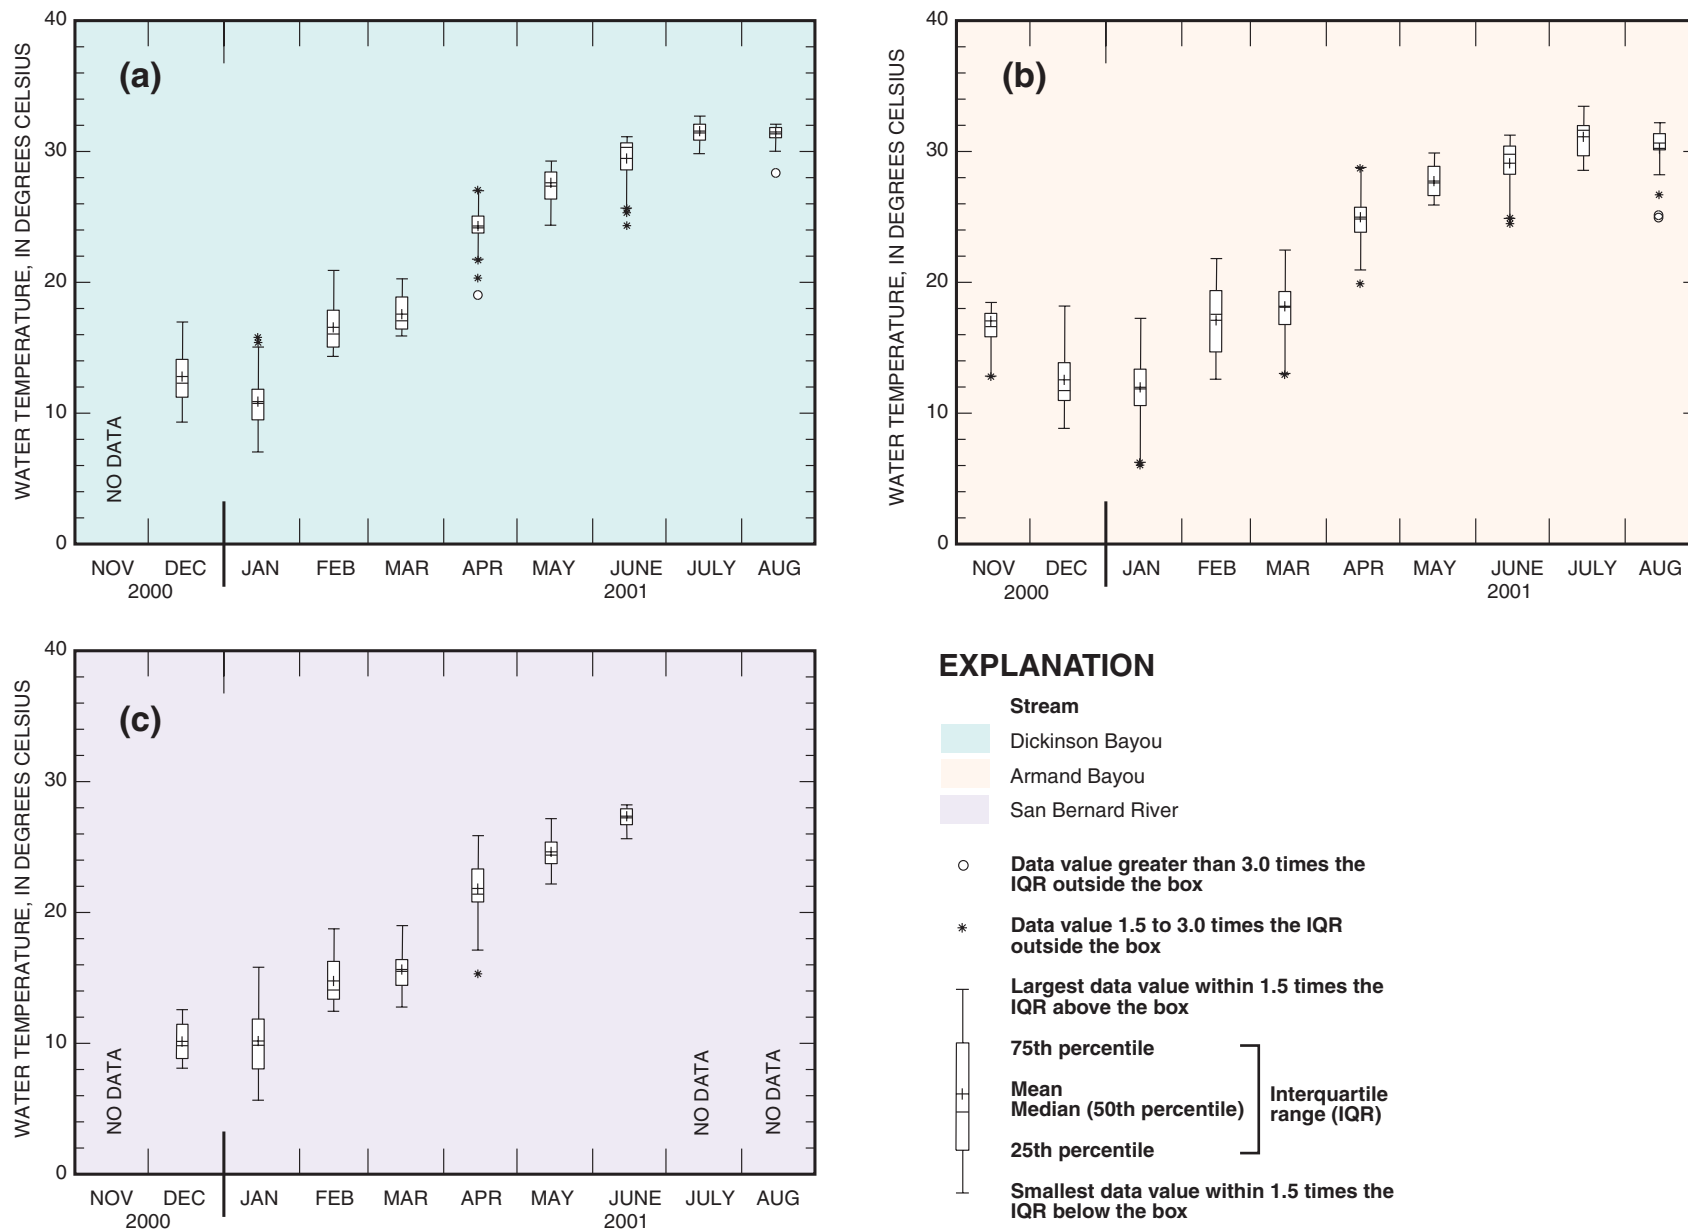 (a)
WATER TEMPERATURE, IN DEGREES CELSIUS
40
30
20
10
0
NO DATA
NOV DEC JAN FEB MAR APR MAY JUNE JULY AUG
2000 2001
(b)
WATER TEMPERATURE, IN DEGREES CELSIUS
40
30
20
10
0
NOV DEC JAN FEB MAR APR MAY JUNE JULY AUG
2000 2001
(c)
WATER TEMPERATURE, IN DEGREES CELSIUS
40
30
20
10
0
NO DATA
NO DATA
NO DATA
NOV DEC JAN FEB MAR APR MAY JUNE JULY AUG
2000 2001
EXPLANATION
Stream
Dickinson Bayou
Armand Bayou
San Bernard River
Data value greater than 3.0 times the
IQR outside the box
Data value 1.5 to 3.0 times the IQR
outside the box
Largest data value within 1.5 times the
IQR above the box
75th percentile
Mean
Median (50th percentile)
25th percentile
Interquartile
range (IQR)
Smallest data value within 1.5 times the
IQR below the box